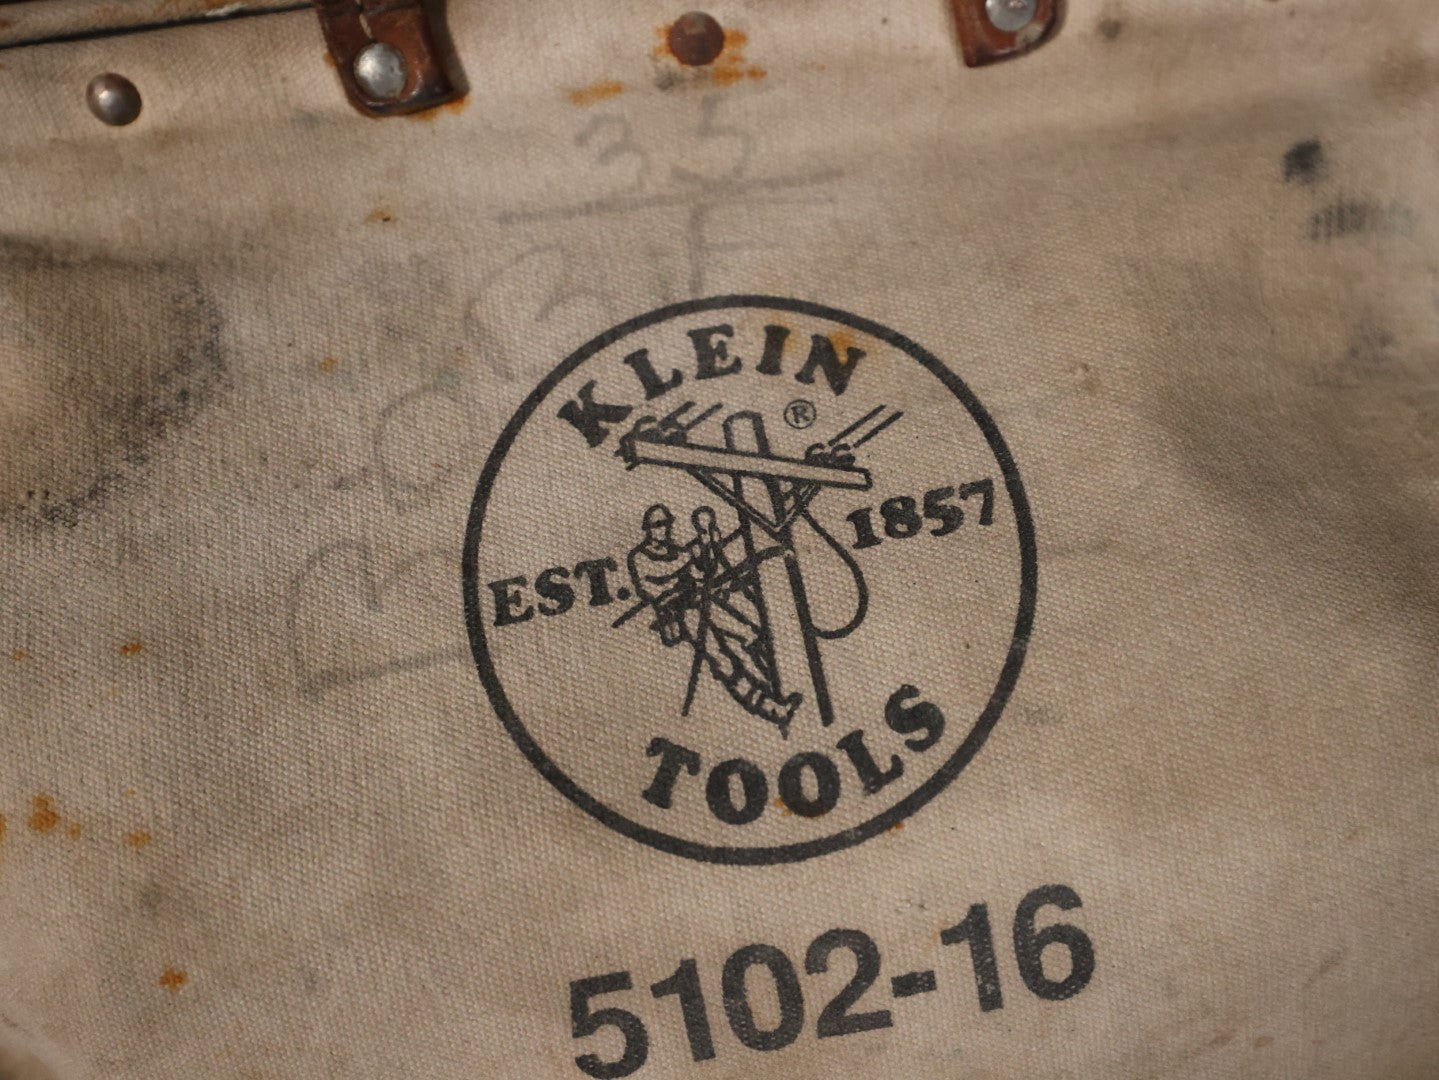 35
KLEIN
®
EST. 1857
TOOLS
5102-16